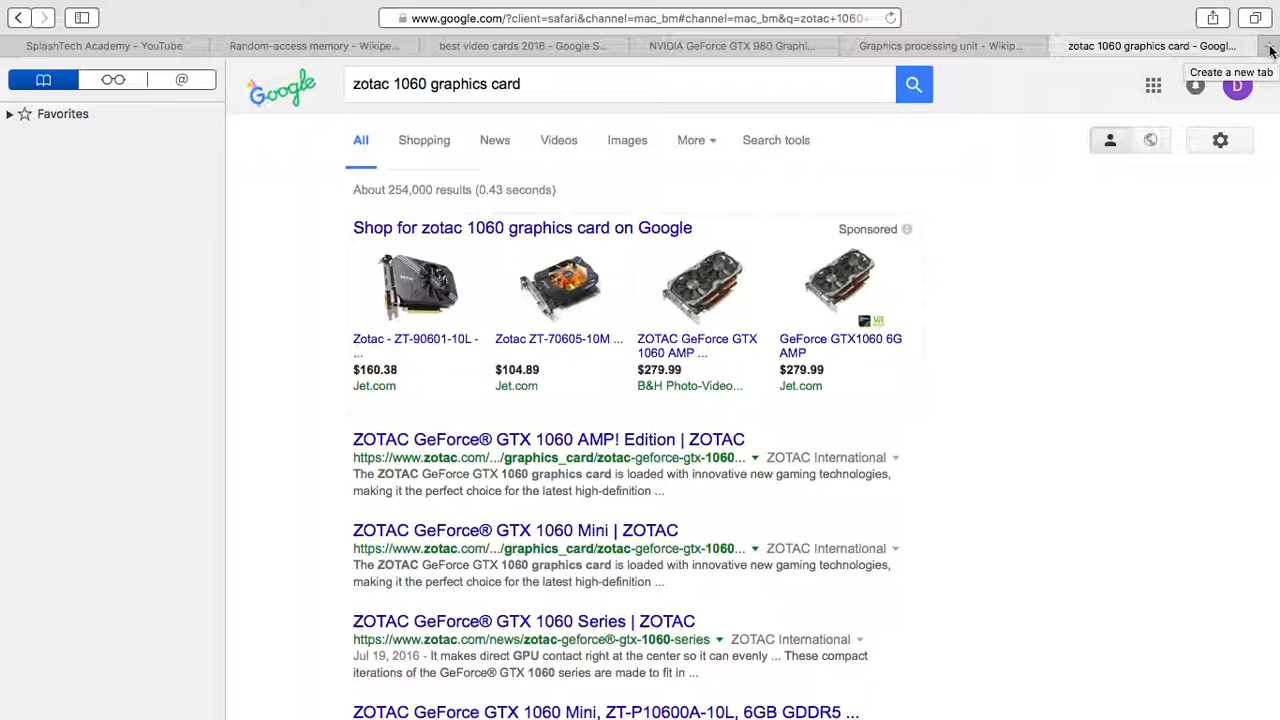 www.google.com/?client=safari&channel=mac_bm#channel=mac_bm&q=zotac+1060+
SplashTech Academy - YouTube
Random-access memory - Wikipe...
best video cards 2016 - Google S...
NVIDIA GeForce GTX 980 Graphi...
Graphics processing unit - Wikip...
zotac 1060 graphics card - Googl...
Create a new tab
Favorites
Google
zotac 1060 graphics card
D
All
Shopping
News
Videos
Images
More
Search tools
About 254,000 results (0.43 seconds)
Shop for zotac 1060 graphics card on Google
Sponsored
Zotac - ZT-90601-10L -
...
$160.38
Jet.com
Zotac ZT-70605-10M ...
$104.89
Jet.com
ZOTAC GeForce GTX
1060 AMP ...
$279.99
B&H Photo-Video...
GeForce GTX1060 6G
AMP
$279.99
Jet.com
ZOTAC GeForce® GTX 1060 AMP! Edition | ZOTAC
https://www.zotac.com/.../graphics_card/zotac-geforce-gtx-1060... ZOTAC International
The ZOTAC GeForce GTX 1060 graphics card is loaded with innovative new gaming technologies,
making it the perfect choice for the latest high-definition ...
ZOTAC GeForce® GTX 1060 Mini | ZOTAC
https://www.zotac.com/.../graphics_card/zotac-geforce-gtx-1060... ZOTAC International
The ZOTAC GeForce GTX 1060 graphics card is loaded with innovative new gaming technologies,
making it the perfect choice for the latest high-definition ...
ZOTAC GeForce® GTX 1060 Series | ZOTAC
https://www.zotac.com/news/zotac-geforce®-gtx-1060-series ZOTAC International
Jul 19, 2016 - It makes direct GPU contact right at the center so it can evenly ... These compact
iterations of the GeForce® GTX 1060 series are made to fit in ...
ZOTAC GeForce GTX 1060 Mini, ZT-P10600A-10L, 6GB GDDR5 ...